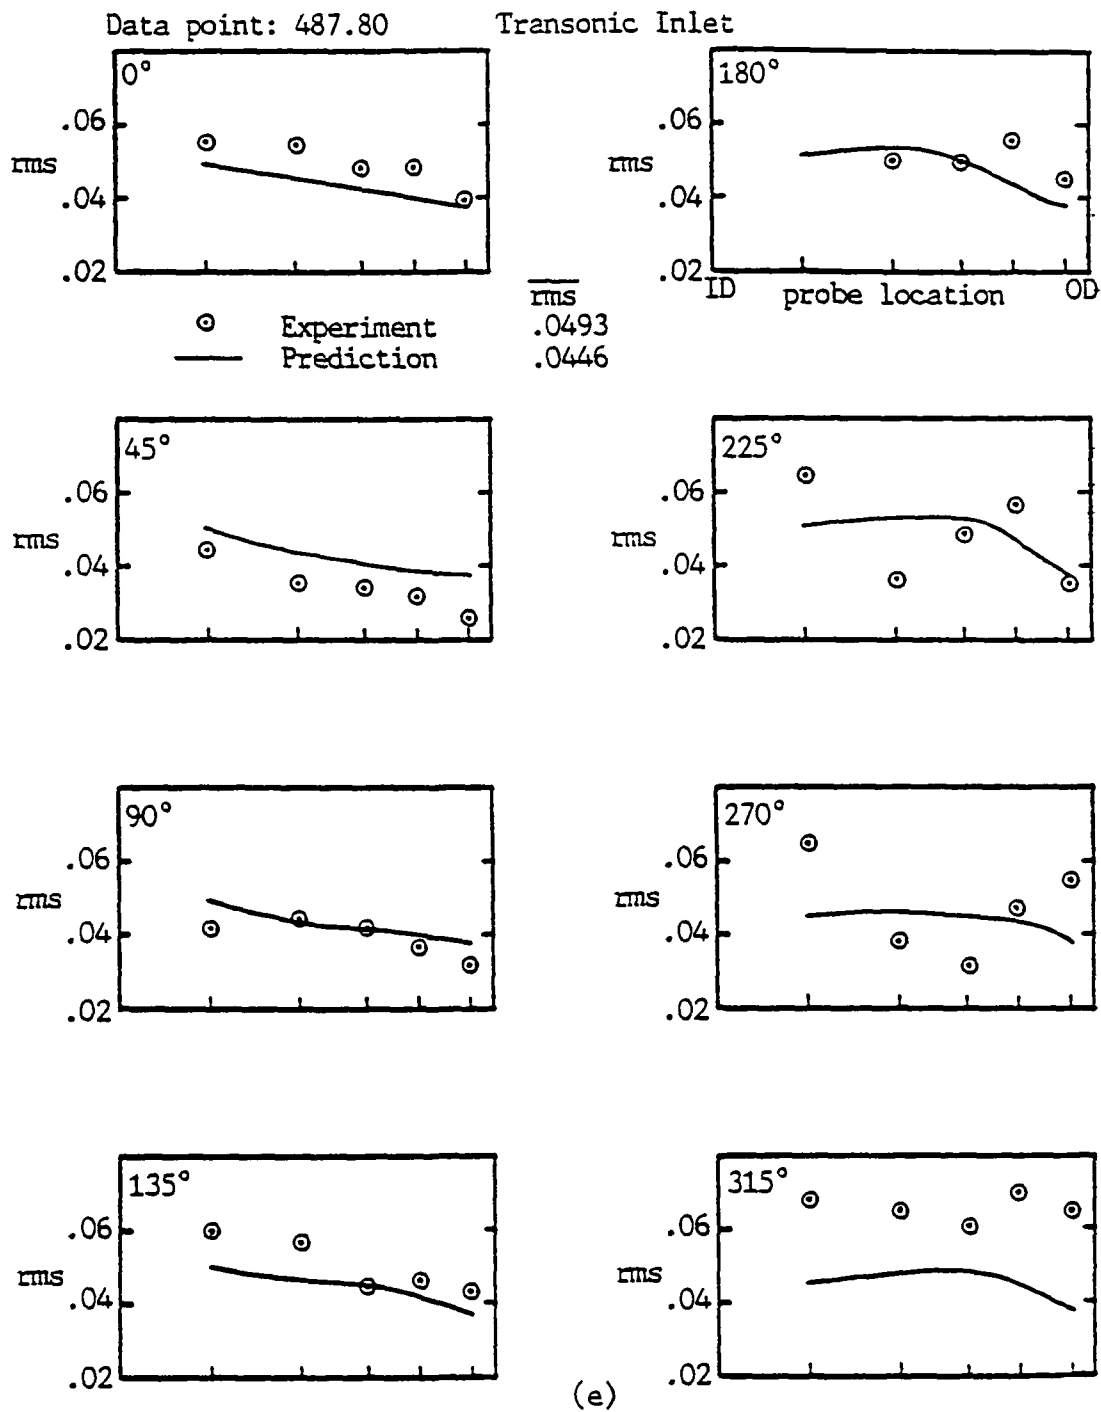 Data point: 487.80 Transonic Inlet
0°
.06
rms
.04
.02
180°
.06
rms
.04
.02
ID probe location OD
rms
Experiment .0493
Prediction .0446
45°
.06
rms
.04
.02
225°
.06
rms
.04
.02
90°
.06
rms
.04
.02
270°
.06
rms
.04
.02
135°
.06
rms
.04
.02
315°
.06
rms
.04
.02
(e)